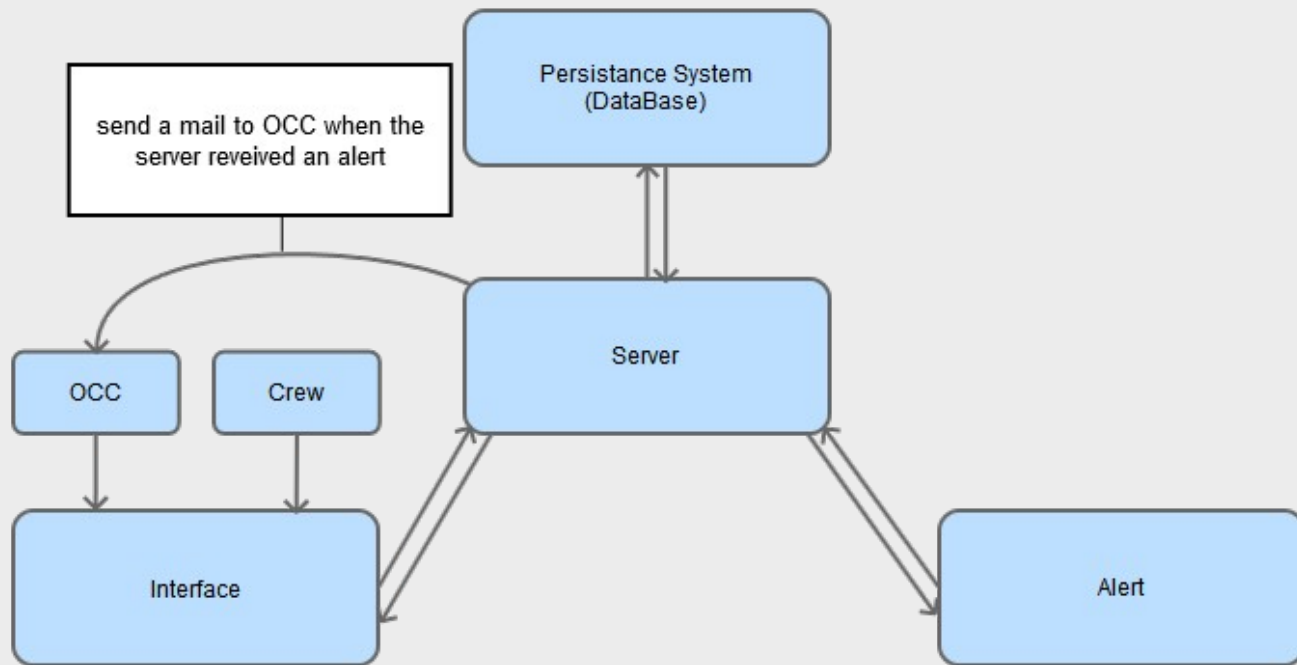 Persistance System
(DataBase)
send a mail to OCC when the
server reveived an alert
Server
OCC
Crew
Interface
Alert